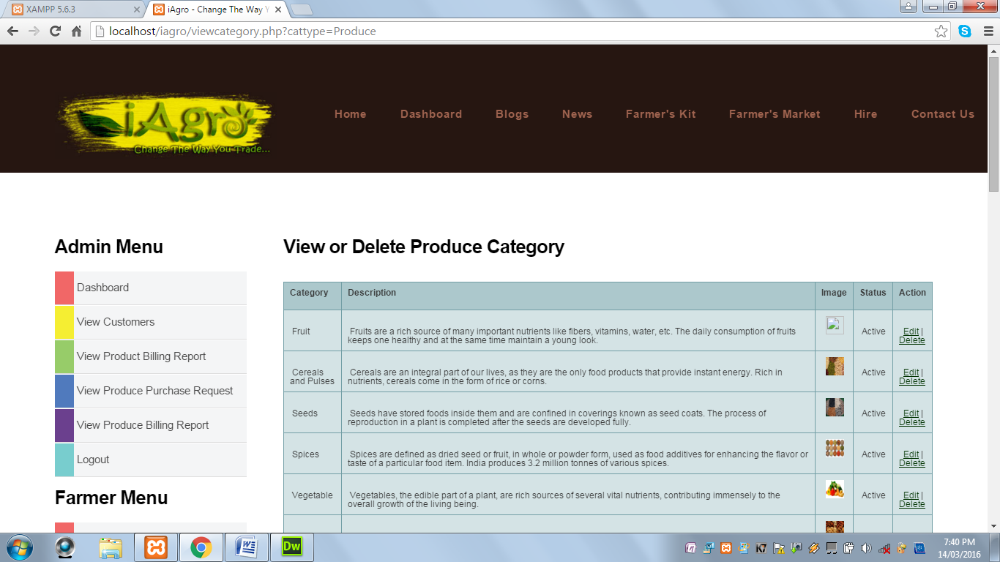 XAMPP 5.6.3
iAgro - Change The Way Y
localhost/iagro/viewcategory.php?cattype=Produce
iAgro
Change The Way You Trade...
Home
Dashboard
Blogs
News
Farmer's Kit
Farmer's Market
Hire
Contact Us
Admin Menu
Dashboard
View Customers
View Product Billing Report
View Produce Purchase Request
View Produce Billing Report
Logout
Farmer Menu
View or Delete Produce Category
Category Description Image Status Action
Fruit
Fruits are a rich source of many important nutrients like fibers, vitamins, water, etc. The daily consumption of fruits
keeps one healthy and at the same time maintain a young look.
Active
Edit |
Delete
Cereals
and Pulses
Cereals are an integral part of our lives, as they are the only food products that provide instant energy. Rich in
nutrients, cereals come in the form of rice or corns.
Active
Edit |
Delete
Seeds
Seeds have stored foods inside them and are confined in coverings known as seed coats. The process of
reproduction in a plant is completed after the seeds are developed fully.
Active
Edit |
Delete
Spices
Spices are defined as dried seed or fruit, in whole or powder form, used as food additives for enhancing the flavor or
taste of a particular food item. India produces 3.2 million tonnes of various spices.
Active
Edit |
Delete
Vegetable
Vegetables, the edible part of a plant, are rich sources of several vital nutrients, contributing immensely to the
overall growth of the living being.
Active
Edit |
Delete
Dw
K7
7:40 PM
14/03/2016